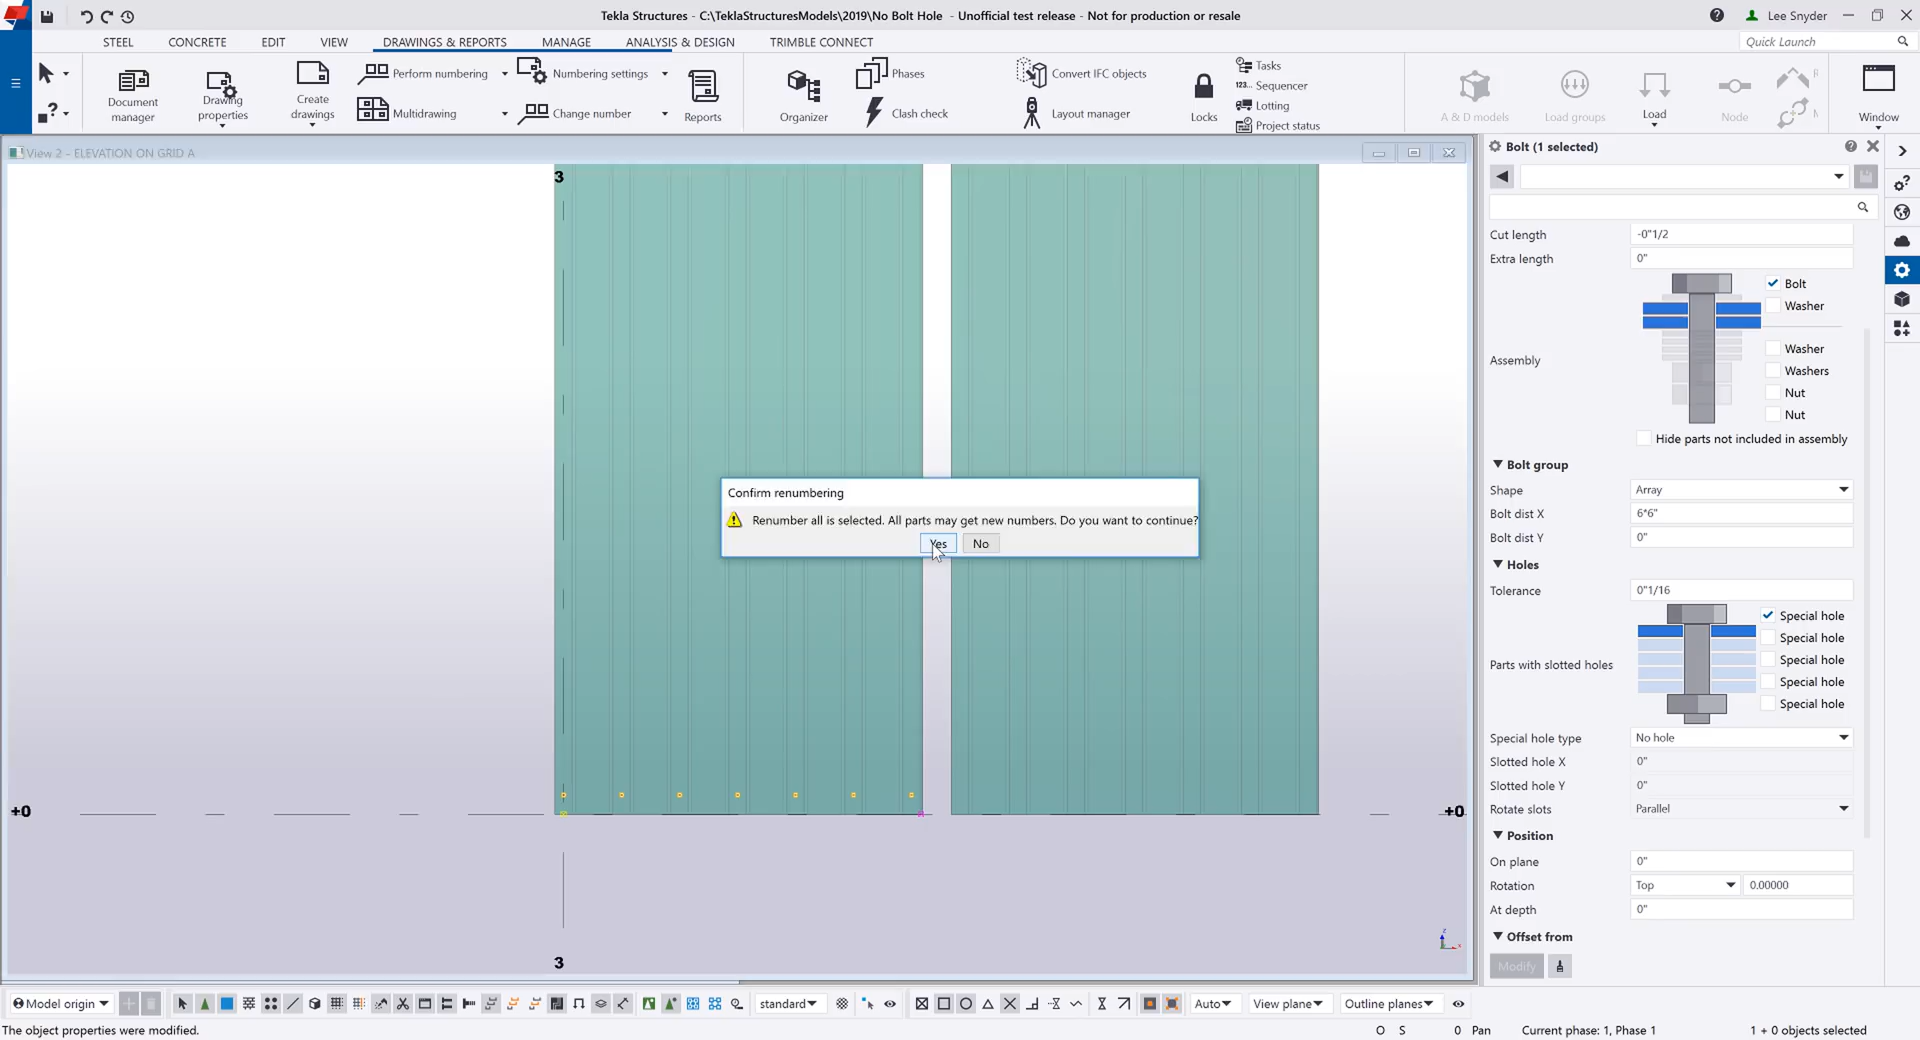 Tekla Structures - C:\TeklaStructuresModels\2019\No Bolt Hole - Unofficial test release - Not for production or resale
Lee Snyder
STEEL CONCRETE EDIT VIEW DRAWINGS & REPORTS MANAGE ANALYSIS & DESIGN TRIMBLE CONNECT
Quick Launch
Document manager
Drawing properties
Create drawings
Perform numbering
Multidrawing
Numbering settings
Change number
Reports
Organizer
Phases
Clash check
Convert IFC objects
Layout manager
Locks
Tasks
Sequencer
Lotting
Project status
A & D models
Load groups
Load
Node
Window
View 2 - ELEVATION ON GRID A
3
+0
+0
3
Confirm renumbering
Renumber all is selected. All parts may get new numbers. Do you want to continue?
Yes No
Bolt (1 selected)
Cut length -0"1/2
Extra length 0"
Assembly
Bolt
Washer
Washer
Washers
Nut
Nut
Hide parts not included in assembly
Bolt group
Shape Array
Bolt dist X 6*6"
Bolt dist Y 0"
Holes
Tolerance 0"1/16
Parts with slotted holes
Special hole
Special hole
Special hole
Special hole
Special hole
Special hole type No hole
Slotted hole X 0"
Slotted hole Y 0"
Rotate slots Parallel
Position
On plane 0"
Rotation Top 0.00000
At depth 0"
Offset from
Modify
Model origin standard Auto View plane Outline planes
The object properties were modified.
O S 0 Pan Current phase: 1, Phase 1 1 + 0 objects selected